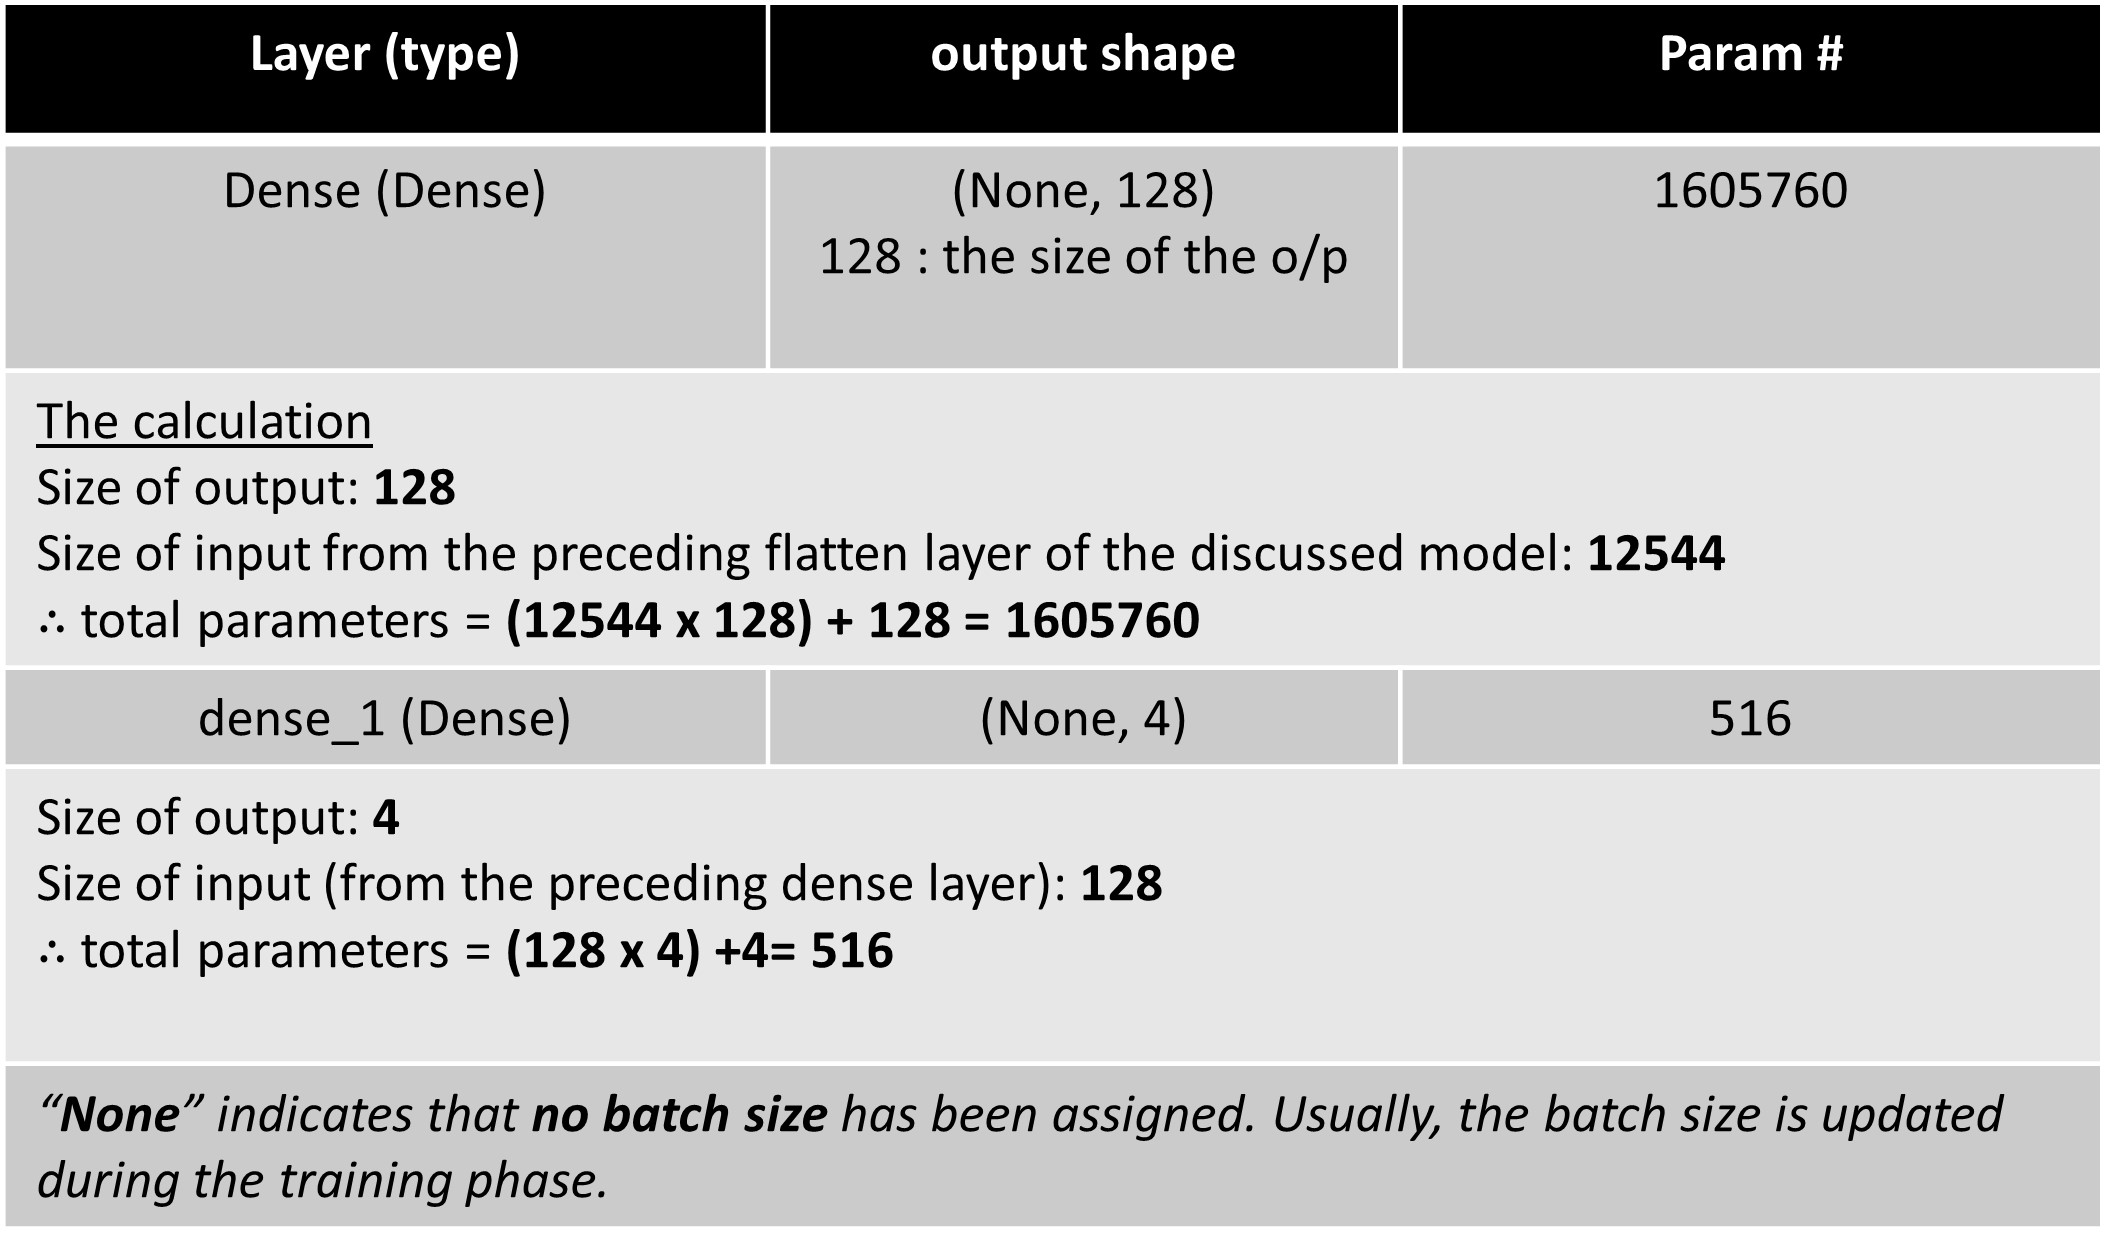 Layer (type) output shape Param #
Dense (Dense) (None, 128) 1605760
128 : the size of the o/p
The calculation
Size of output: 128
Size of input from the preceding flatten layer of the discussed model: 12544
∴ total parameters = (12544 x 128) + 128 = 1605760
dense_1 (Dense) (None, 4) 516
Size of output: 4
Size of input (from the preceding dense layer): 128
∴ total parameters = (128 x 4) +4= 516
“None” indicates that no batch size has been assigned. Usually, the batch size is updated
during the training phase.